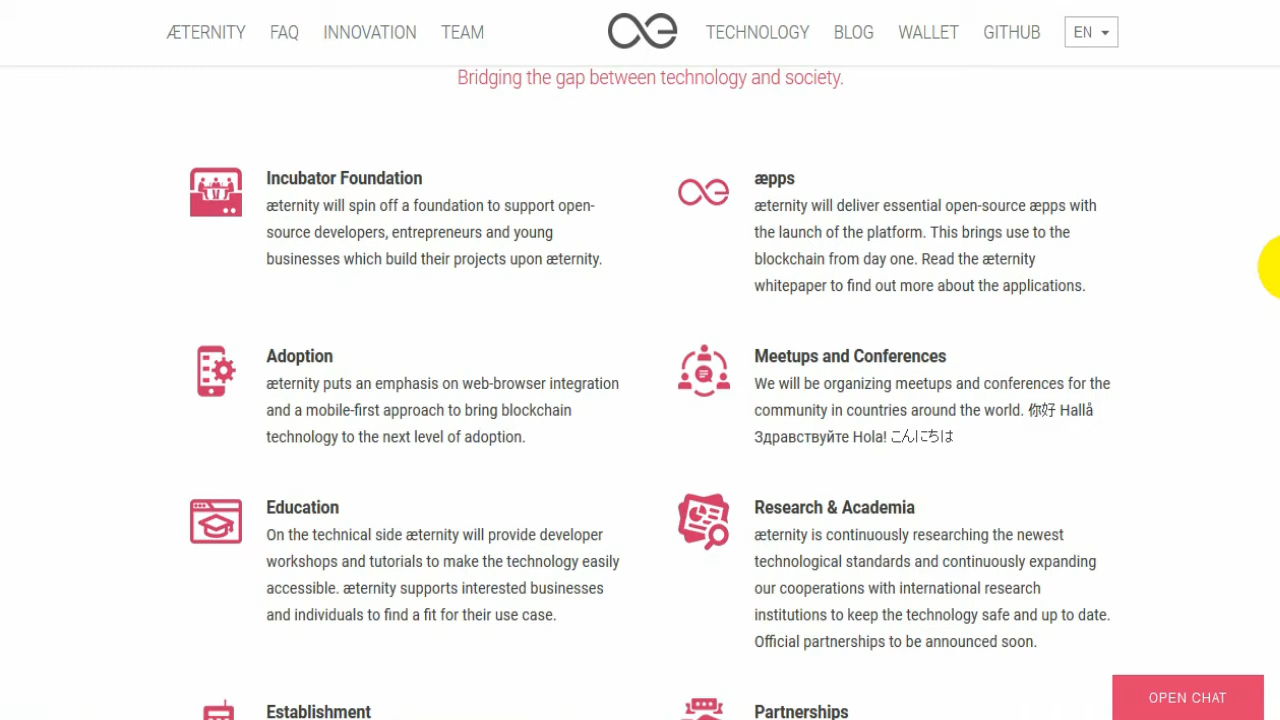 ÆTERNITY FAQ INNOVATION TEAM TECHNOLOGY BLOG WALLET GITHUB EN
Bridging the gap between technology and society.
Incubator Foundation
æternity will spin off a foundation to support open-
source developers, entrepreneurs and young
businesses which build their projects upon æternity.
æpps
æternity will deliver essential open-source æpps with
the launch of the platform. This brings use to the
blockchain from day one. Read the æternity
whitepaper to find out more about the applications.
Adoption
æternity puts an emphasis on web-browser integration
and a mobile-first approach to bring blockchain
technology to the next level of adoption.
Meetups and Conferences
We will be organizing meetups and conferences for the
community in countries around the world. 你好 Hallå
Здравствуйте Hola! こんにちは
Education
On the technical side æternity will provide developer
workshops and tutorials to make the technology easily
accessible. æternity supports interested businesses
and individuals to find a fit for their use case.
Research & Academia
æternity is continuously researching the newest
technological standards and continuously expanding
our cooperations with international research
institutions to keep the technology safe and up to date.
Official partnerships to be announced soon.
Establishment
Partnerships
OPEN CHAT